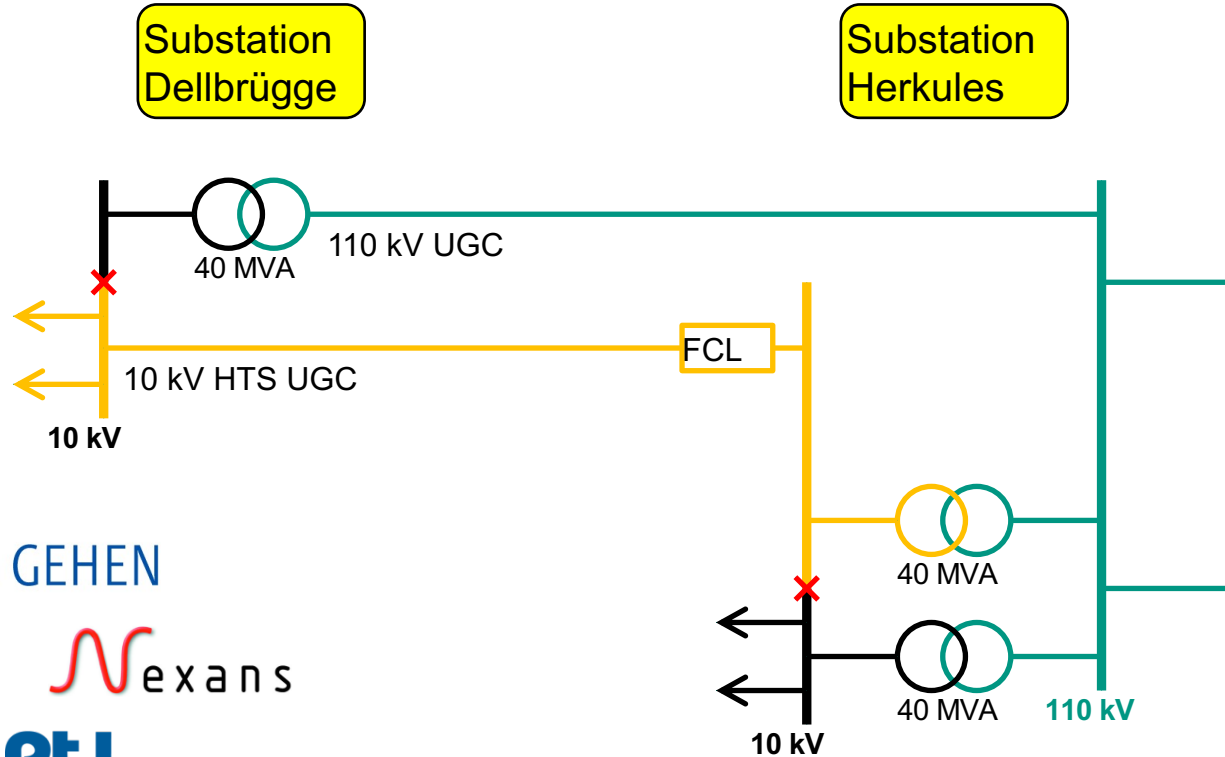 Substation
Dellbrügge
Substation
Herkules
110 kV UGC
40 MVA
FCL
10 kV HTS UGC
10 kV
40 MVA
GEHEN
Nexans
40 MVA
110 kV
10 kV